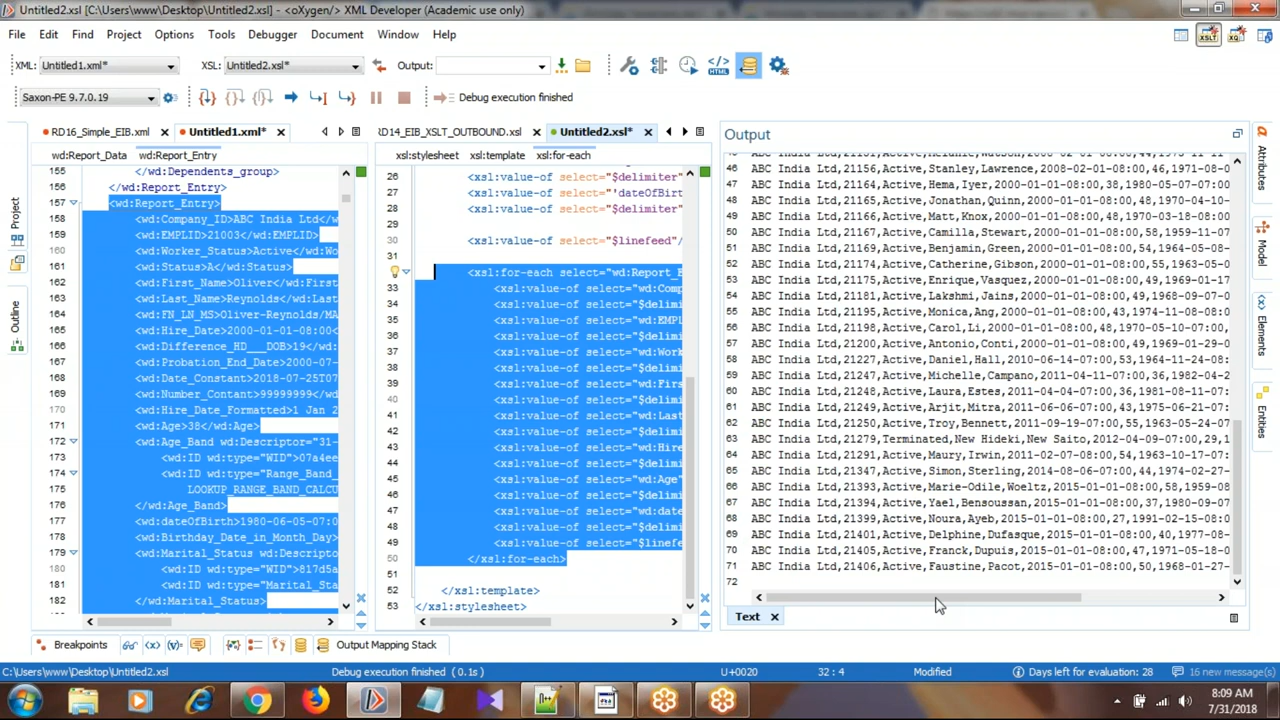 Untitled2.xsl [C:\Users\www\Desktop\Untitled2.xsl] - <oXygen/> XML Developer (Academic use only)
File Edit Find Project Options Tools Debugger Document Window Help
XML: Untitled1.xml* XSL: Untitled2.xsl* Output:
Saxon-PE 9.7.0.19 Debug execution finished
RD16_Simple_EIB.xml Untitled1.xml*
wd:Report_Data wd:Report_Entry
155 </wd:Dependents_group>
156 </wd:Report_Entry>
157 <wd:Report_Entry>
158 <wd:Company_ID>ABC India Ltd</w
159 <wd:EMPLID>21003</wd:EMPLID>
160 <wd:Worker_Status>Active</wd:Wo
161 <wd:Status>A</wd:Status>
162 <wd:First_Name>Oliver</wd:First
163 <wd:Last_Name>Reynolds</wd:Last
164 <wd:FN_LN_MS>Oliver-Reynolds/MA
165 <wd:Hire_Date>2000-01-01-08:00<
166 <wd:Difference_HD___DOB>19</wd:
167 <wd:Probation_End_Date>2000-07-
168 <wd:Date_Constant>2018-07-25T07
169 <wd:Number_Contant>99999999</wd
170 <wd:Hire_Date_Formatted>1 Jan 2
171 <wd:Age>38</wd:Age>
172 <wd:Age_Band wd:Descriptor="31-
173 <wd:ID wd:type="WID">07a4ee
174 <wd:ID wd:type="Range_Band_
175 LOOKUP_RANGE_BAND_CALCU
176 </wd:Age_Band>
177 <wd:dateOfBirth>1980-06-05-07:0
178 <wd:Birthday_Date_in_Month_Day>
179 <wd:Marital_Status wd:Descripto
180 <wd:ID wd:type="WID">817d5a
181 <wd:ID wd:type="Marital_Sta
182 </wd:Marital_Status>
RD14_EIB_XSLT_OUTBOUND.xsl Untitled2.xsl*
xsl:stylesheet xsl:template xsl:for-each
26 <xsl:value-of select="$delimiter"
27 <xsl:value-of select="'dateOfBirt
28 <xsl:value-of select="$delimiter"
29
30 <xsl:value-of select="$linefeed"/
31
<xsl:for-each select="wd:Report_E
33 <xsl:value-of select="wd:Comp
34 <xsl:value-of select="$delimi
35 <xsl:value-of select="wd:EMPL
36 <xsl:value-of select="$delimi
37 <xsl:value-of select="wd:Work
38 <xsl:value-of select="$delimi
39 <xsl:value-of select="wd:Firs
40 <xsl:value-of select="$delimi
41 <xsl:value-of select="wd:Last
42 <xsl:value-of select="$delimi
43 <xsl:value-of select="wd:Hire
44 <xsl:value-of select="$delimi
45 <xsl:value-of select="wd:Age"
46 <xsl:value-of select="$delimi
47 <xsl:value-of select="wd:date
48 <xsl:value-of select="$delimi
49 <xsl:value-of select="$linefe
50 </xsl:for-each>
51
52 </xsl:template>
53 </xsl:stylesheet>
Output
46 ABC India Ltd,21156,Active,Stanley,Lawrence,2008-02-01-08:00,46,1971-08-0
47 ABC India Ltd,21164,Active,Hema,Iyer,2000-01-01-08:00,38,1980-05-07-07:00
48 ABC India Ltd,21165,Active,Jonathan,Quinn,2000-01-01-08:00,48,1970-04-10-
49 ABC India Ltd,21166,Active,Matt,Knox,2000-01-01-08:00,48,1970-03-18-08:00
50 ABC India Ltd,21167,Active,Camilla,Stewart,2000-01-01-08:00,58,1959-11-07
51 ABC India Ltd,21169,Active,Benjamin,Green,2000-01-01-08:00,54,1964-05-08-
52 ABC India Ltd,21174,Active,Catherine,Gibson,2000-01-01-08:00,55,1962-12-1
53 ABC India Ltd,21175,Active,Enrique,Vasquez,2000-01-01-08:00,49,1969-01-17
54 ABC India Ltd,21181,Active,Lakshmi,Jains,2000-01-01-08:00,49,1968-09-07-0
55 ABC India Ltd,21195,Active,Monica,Ang,2000-01-01-08:00,43,1974-11-08-08:0
56 ABC India Ltd,21198,Active,Carol,Li,2000-01-01-08:00,48,1970-05-10-07:00,
57 ABC India Ltd,21200,Active,Antonio,Conti,2000-01-01-08:00,49,1969-01-29-0
58 ABC India Ltd,21227,Active,Daniel,Hall,2010-06-14-07:00,53,1964-11-24-08:
59 ABC India Ltd,21247,Active,Michelle,Campano,2011-04-11-07:00,36,1982-04-2
60 ABC India Ltd,21248,Active,Laura,Estes,2011-04-04-07:00,36,1981-08-11-07:
61 ABC India Ltd,21249,Active,Arjit,Mitra,2011-06-06-07:00,43,1975-06-21-07:
62 ABC India Ltd,21250,Active,Troy,Bennett,2011-09-19-07:00,55,1963-05-24-07
63 ABC India Ltd,21279,Terminated,New Hideki,New Saito,2012-04-09-07:00,29,1
64 ABC India Ltd,21291,Active,Maury,Irwin,2011-02-07-08:00,54,1963-10-17-07:
65 ABC India Ltd,21347,Active,Simon,Sterling,2014-08-06-07:00,44,1974-02-27-
66 ABC India Ltd,21393,Active,Marie-Odile,Woeltz,2015-01-01-08:00,58,1959-08
67 ABC India Ltd,21394,Active,Yael,Bensoussan,2015-01-01-08:00,37,1980-09-07
68 ABC India Ltd,21399,Active,Noura,Ayeb,2015-01-01-08:00,27,1991-02-15-08:0
69 ABC India Ltd,21401,Active,Delphine,Dufasque,2015-01-01-08:00,40,1977-08-
70 ABC India Ltd,21405,Active,Franck,Dupuis,2015-01-01-08:00,47,1971-05-18-0
71 ABC India Ltd,21406,Active,Faustine,Pacot,2015-01-01-08:00,50,1968-01-27-
72
Text
Project
Outline
Attributes
Model
Elements
Entities
Breakpoints Output Mapping Stack
C:\Users\www\Desktop\Untitled2.xsl Debug execution finished ( 0.1s ) U+0020 32 : 4 Modified Days left for evaluation: 28 16 new message(s)
8:09 AM
7/31/2018